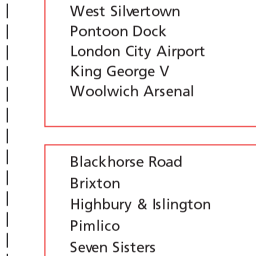 West Silvertown
Pontoon Dock
London City Airport
King George V
Woolwich Arsenal
Blackhorse Road
Brixton
Highbury & Islington
Pimlico
Seven Sisters